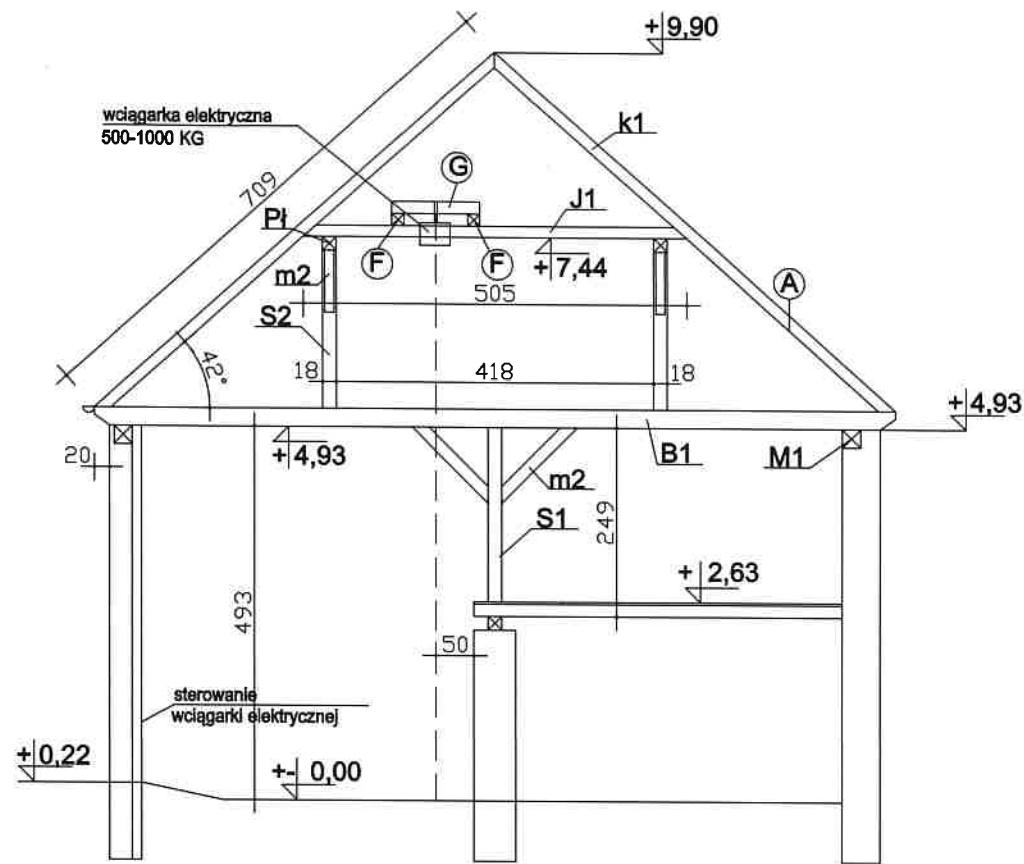 + 9,90
wciągarka elektryczna
500-1000 KG
k1
G
709
J1
Pł
F
F
+ 7,44
m2
505
A
S2
42°
18
418
18
+ 4,93
+ 4,93
B1
M1
20
m2
S1
249
+ 2,63
493
50
sterowanie
wciągarki elektrycznej
+ 0,22
+- 0,00